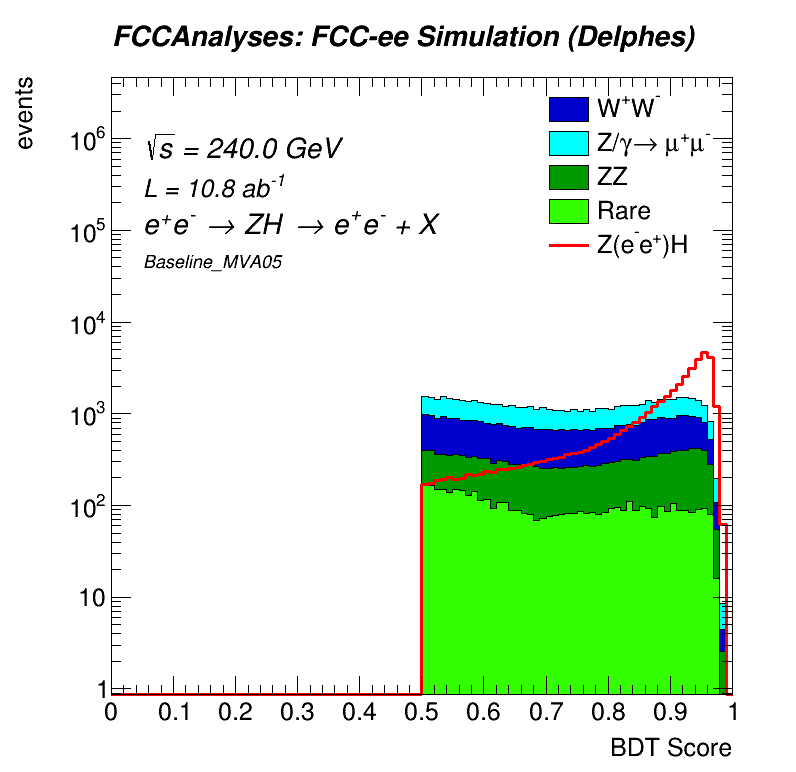 FCCAnalyses: FCC-ee Simulation (Delphes)
events
√s = 240.0 GeV
L = 10.8 ab⁻¹
e⁺e⁻ → ZH → e⁺e⁻ + X
Baseline_MVA05
W⁺W⁻
Z/γ→ μ⁺μ⁻
ZZ
Rare
Z(e⁻e⁺)H
10⁶
10⁵
10⁴
10³
10²
10
1
0 0.1 0.2 0.3 0.4 0.5 0.6 0.7 0.8 0.9 1
BDT Score